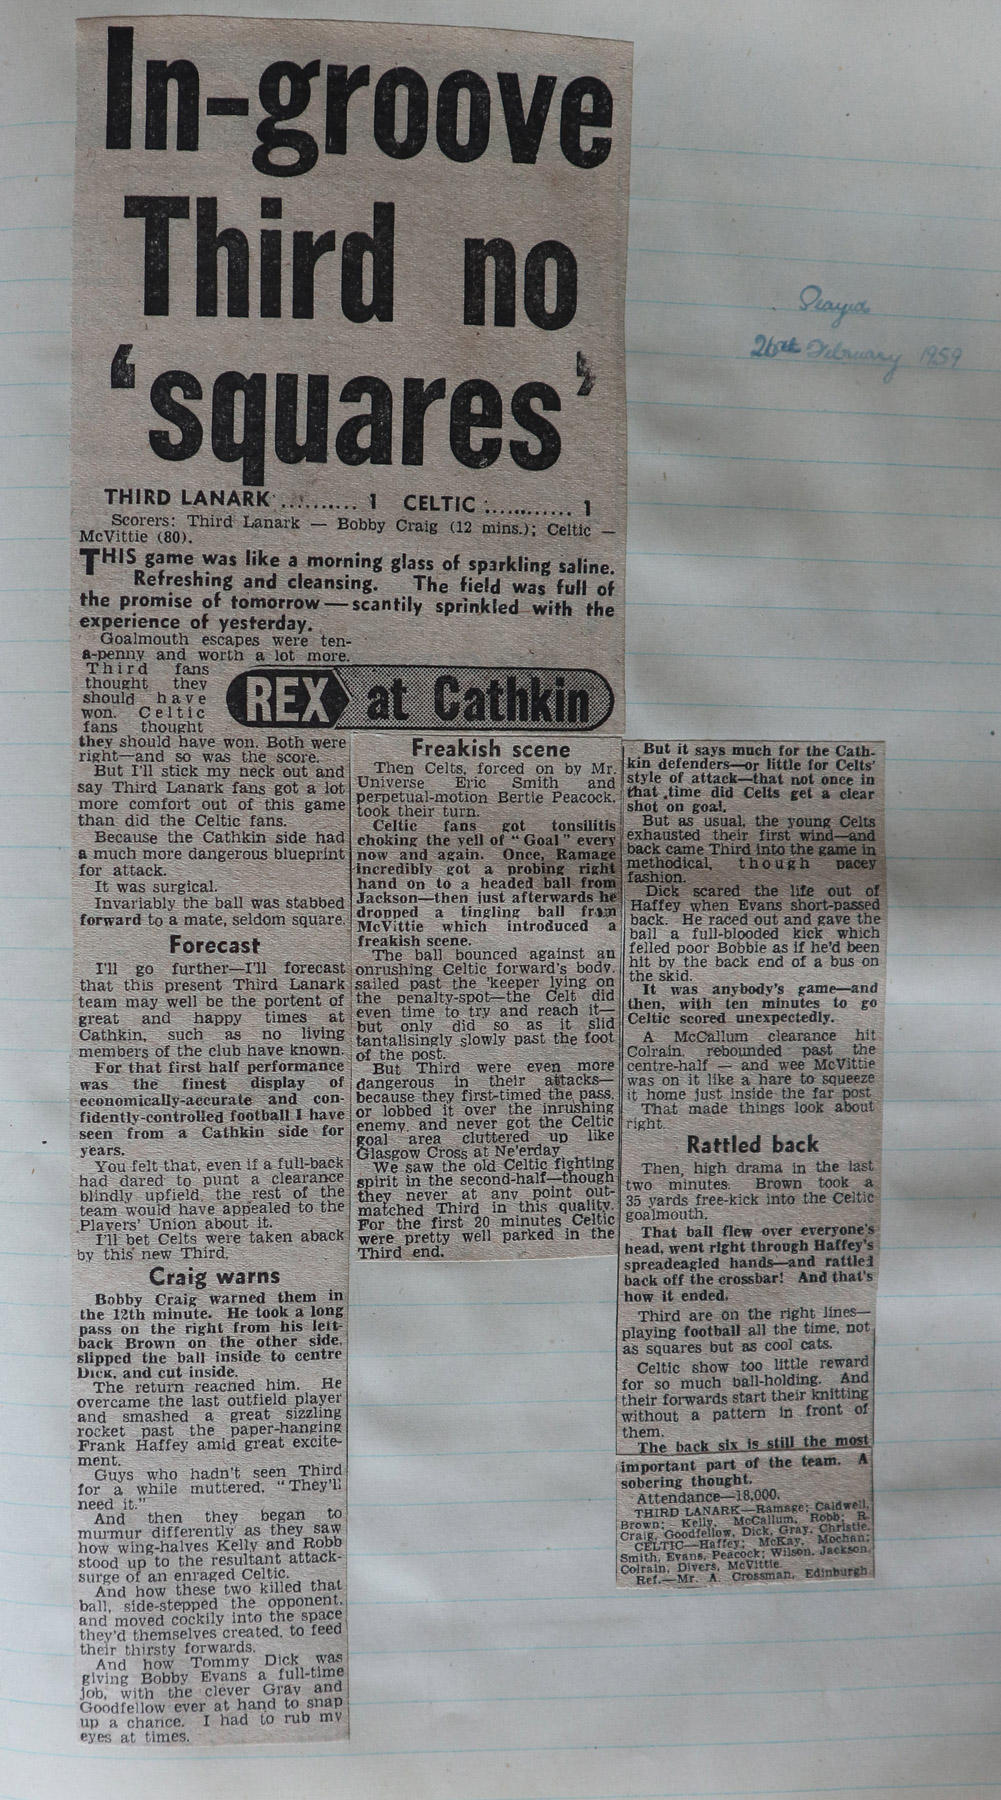 In-groove
Third no
‘squares’
Played
26th February 1959
THIRD LANARK .......... 1 CELTIC ............ 1
Scorers: Third Lanark — Bobby Craig (12 mins.); Celtic —
McVittie (80).
THIS game was like a morning glass of sparkling saline.
Refreshing and cleansing. The field was full of
the promise of tomorrow—scantily sprinkled with the
experience of yesterday.
Goalmouth escapes were ten-
a-penny and worth a lot more.
Third fans
thought they
should have
won. Celtic
fans thought
REX at Cathkin
they should have won. Both were
right—and so was the score.
But I'll stick my neck out and
say Third Lanark fans got a lot
more comfort out of this game
than did the Celtic fans.
Because the Cathkin side had
a much more dangerous blueprint
for attack.
It was surgical.
Invariably the ball was stabbed
forward to a mate, seldom square.
Forecast
I'll go further—I'll forecast
that this present Third Lanark
team may well be the portent of
great and happy times at
Cathkin, such as no living
members of the club have known.
For that first half performance
was the finest display of
economically-accurate and con-
fidently-controlled football I have
seen from a Cathkin side for
years.
You felt that, even if a full-back
had dared to punt a clearance
blindly upfield, the rest of the
team would have appealed to the
Players' Union about it.
I'll bet Celts were taken aback
by this new Third.
Craig warns
Bobby Craig warned them in
the 12th minute. He took a long
pass on the right from his left-
back Brown on the other side,
slipped the ball inside to centre
Dick, and cut inside.
The return reached him. He
overcame the last outfield player
and smashed a great sizzling
rocket past the paper-hanging
Frank Haffey amid great excite-
ment.
Guys who hadn't seen Third
for a while muttered, "They'll
need it."
And then they began to
murmur differently as they saw
how wing-halves Kelly and Robb
stood up to the resultant attack-
surge of an enraged Celtic.
And how these two killed that
ball, side-stepped the opponent,
and moved cockily into the space
they'd themselves created, to feed
their thirsty forwards.
And how Tommy Dick was
giving Bobby Evans a full-time
job, with the clever Gray and
Goodfellow ever at hand to snap
up a chance. I had to rub my
eyes at times.
Freakish scene
Then Celts, forced on by Mr.
Universe Eric Smith and
perpetual-motion Bertie Peacock,
took their turn.
Celtic fans got tonsilitis
choking the yell of "Goal" every
now and again. Once, Ramage
incredibly got a probing right
hand on to a headed ball from
Jackson—then just afterwards he
dropped a tingling ball from
McVittie which introduced a
freakish scene.
The ball bounced against an
onrushing Celtic forward's body,
sailed past the 'keeper lying on
the penalty-spot—the Celt did
even time to try and reach it—
but only did so as it slid
tantalisingly slowly past the foot
of the post.
But Third were even more
dangerous in their attacks—
because they first-timed the pass,
or lobbed it over the inrushing
enemy, and never got the Celtic
goal area cluttered up like
Glasgow Cross at Ne'erday
We saw the old Celtic fighting
spirit in the second-half—though
they never at any point out-
matched Third in this quality.
For the first 20 minutes Celtic
were pretty well parked in the
Third end.
But it says much for the Cath-
kin defenders—or little for Celts'
style of attack—that not once in
that time did Celts get a clear
shot on goal.
But as usual, the young Celts
exhausted their first wind—and
back came Third into the game in
methodical, though pacey
fashion.
Dick scared the life out of
Haffey when Evans short-passed
back. He raced out and gave the
ball a full-blooded kick which
felled poor Bobbie as if he'd been
hit by the back end of a bus on
the skid.
It was anybody's game—and
then, with ten minutes to go
Celtic scored unexpectedly.
A McCallum clearance hit
Colrain, rebounded past the
centre-half — and wee McVittie
was on it like a hare to squeeze
it home just inside the far post
That made things look about
right.
Rattled back
Then, high drama in the last
two minutes. Brown took a
35 yards free-kick into the Celtic
goalmouth.
That ball flew over everyone's
head, went right through Haffey's
spreadeagled hands—and rattled
back off the crossbar! And that's
how it ended.
Third are on the right lines—
playing football all the time, not
as squares but as cool cats.
Celtic show too little reward
for so much ball-holding. And
their forwards start their knitting
without a pattern in front of
them.
The back six is still the most
important part of the team. A
sobering thought.
Attendance—18,000.
THIRD LANARK—Ramage; Caldwell,
Brown; Kelly, McCallum, Robb; R.
Craig, Goodfellow, Dick, Gray, Christie.
CELTIC—Haffey; McKay, Mochan;
Smith, Evans, Peacock; Wilson, Jackson,
Colrain, Divers, McVittie.
Ref.—Mr. A. Crossman, Edinburgh